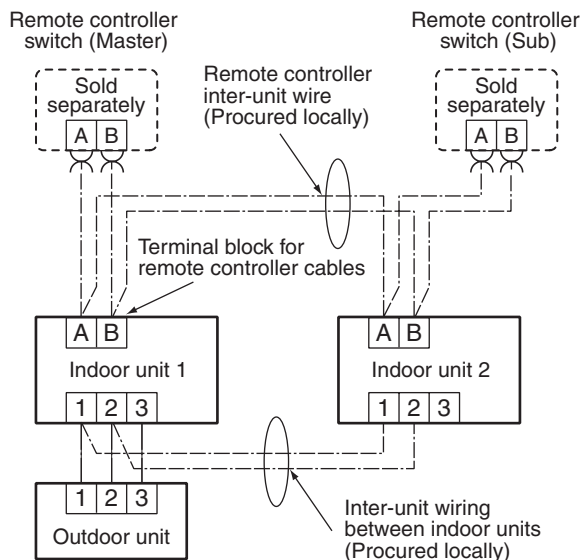 Remote controller
switch (Master)
Remote controller
switch (Sub)
Sold
separately
A B
Remote controller
inter-unit wire
(Procured locally)
Sold
separately
A B
Terminal block for
remote controller cables
A B
Indoor unit 1
1 2 3
A B
Indoor unit 2
1 2 3
1 2 3
Outdoor unit
Inter-unit wiring
between indoor units
(Procured locally)